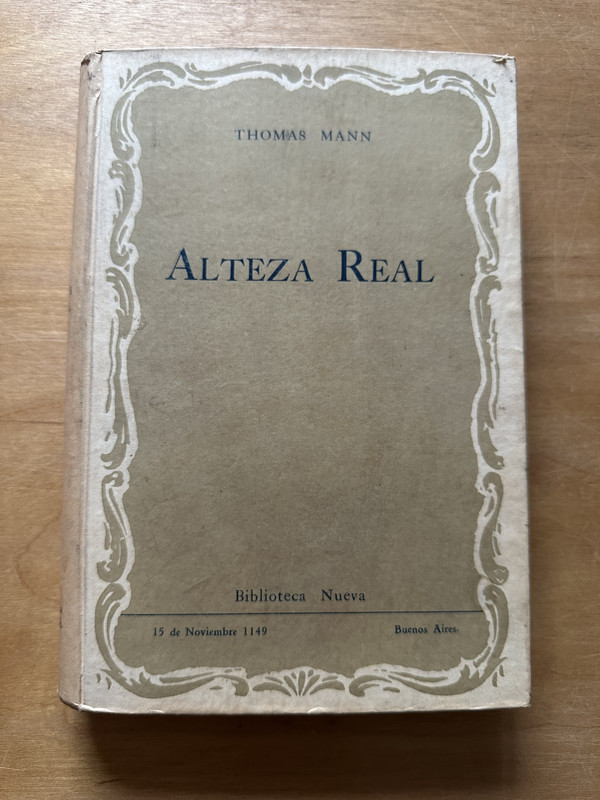 THOMAS MANN
ALTEZA REAL
Biblioteca Nueva
15 de Noviembre 1149 Buenos Aires